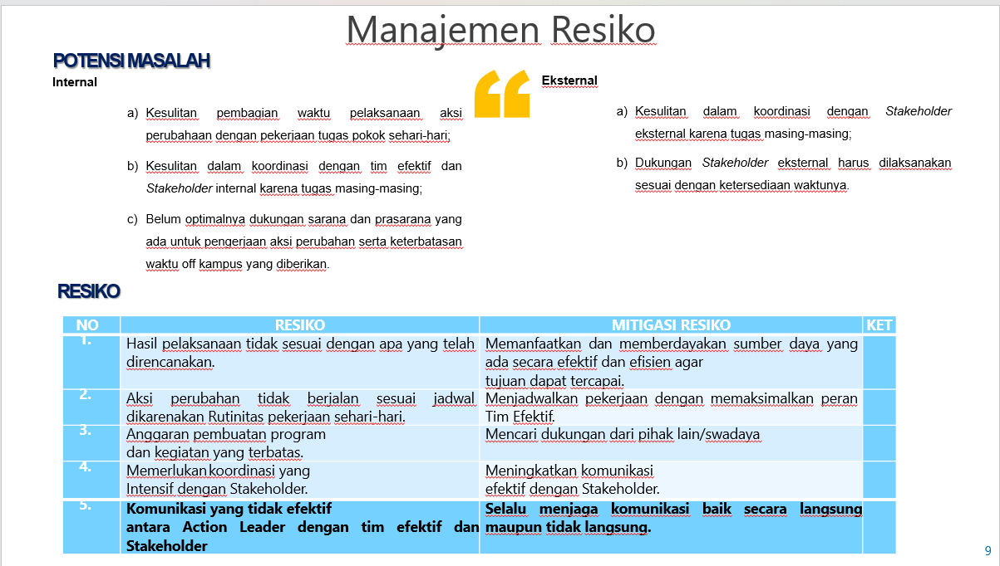 Manajemen Resiko
POTENSI MASALAH
Internal
a) Kesulitan pembagian waktu pelaksanaan aksi
perubahaan dengan pekerjaan tugas pokok sehari-hari;
b) Kesulitan dalam koordinasi dengan tim efektif dan
Stakeholder internal karena tugas masing-masing;
c) Belum optimalnya dukungan sarana dan prasarana yang
ada untuk pengerjaan aksi perubahan serta keterbatasan
waktu off kampus yang diberikan.
Eksternal
a) Kesulitan dalam koordinasi dengan Stakeholder
eksternal karena tugas masing-masing;
b) Dukungan Stakeholder eksternal harus dilaksanakan
sesuai dengan ketersediaan waktunya.
RESIKO
NO RESIKO MITIGASI RESIKO KET
1.
Hasil pelaksanaan tidak sesuai dengan apa yang telah
direncanakan.
Memanfaatkan dan memberdayakan sumber daya yang
ada secara efektif dan efisien agar
tujuan dapat tercapai.
2.
Aksi perubahan tidak berjalan sesuai jadwal
dikarenakan Rutinitas pekerjaan sehari-hari.
Menjadwalkan pekerjaan dengan memaksimalkan peran
Tim Efektif.
3.
Anggaran pembuatan program
dan kegiatan yang terbatas.
Mencari dukungan dari pihak lain/swadaya
4.
Memerlukan koordinasi yang
Intensif dengan Stakeholder.
Meningkatkan komunikasi
efektif dengan Stakeholder.
5.
Komunikasi yang tidak efektif
antara Action Leader dengan tim efektif dan
Stakeholder
Selalu menjaga komunikasi baik secara langsung
maupun tidak langsung.
9